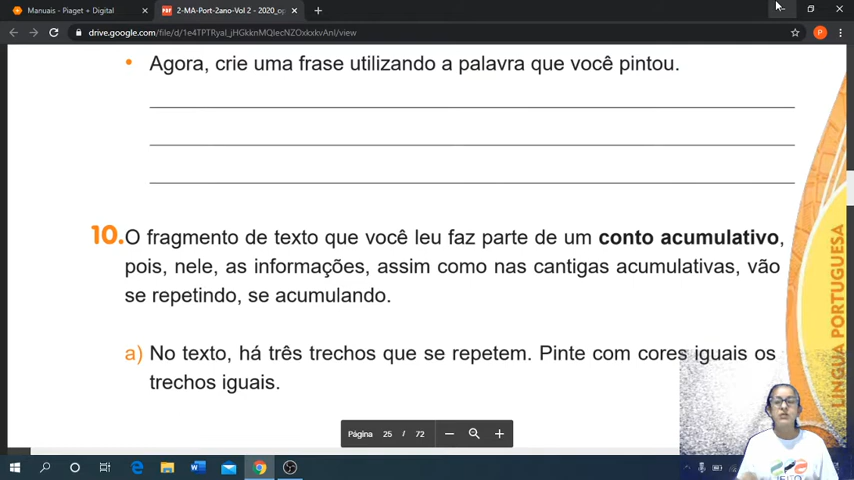 Manuais - Piaget + Digital
2-MA-Port-2ano-Vol 2 - 2020_op
drive.google.com/file/d/1e4TPTRyaI_jHGkknMQlecNZOxkxkvAnI/view
P
• Agora, crie uma frase utilizando a palavra que você pintou.
10. O fragmento de texto que você leu faz parte de um conto acumulativo,
pois, nele, as informações, assim como nas cantigas acumulativas, vão
se repetindo, se acumulando.
a) No texto, há três trechos que se repetem. Pinte com cores iguais os
trechos iguais.
LÍNGUA PORTUGUESA
Página 25 / 72